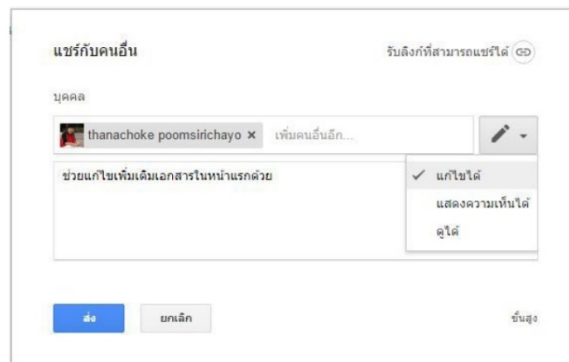 แชร์กับคนอื่น
รับลิงก์ที่สามารถแชร์ได้
บุคคล
thanachoke poomsirichayo × เพิ่มคนอื่นอีก...
ช่วยแก้ไขเพิ่มเติมเอกสารในหน้าแรกด้วย
✓ แก้ไขได้
แสดงความเห็นได้
ดูได้
ส่ง
ยกเลิก
ขั้นสูง